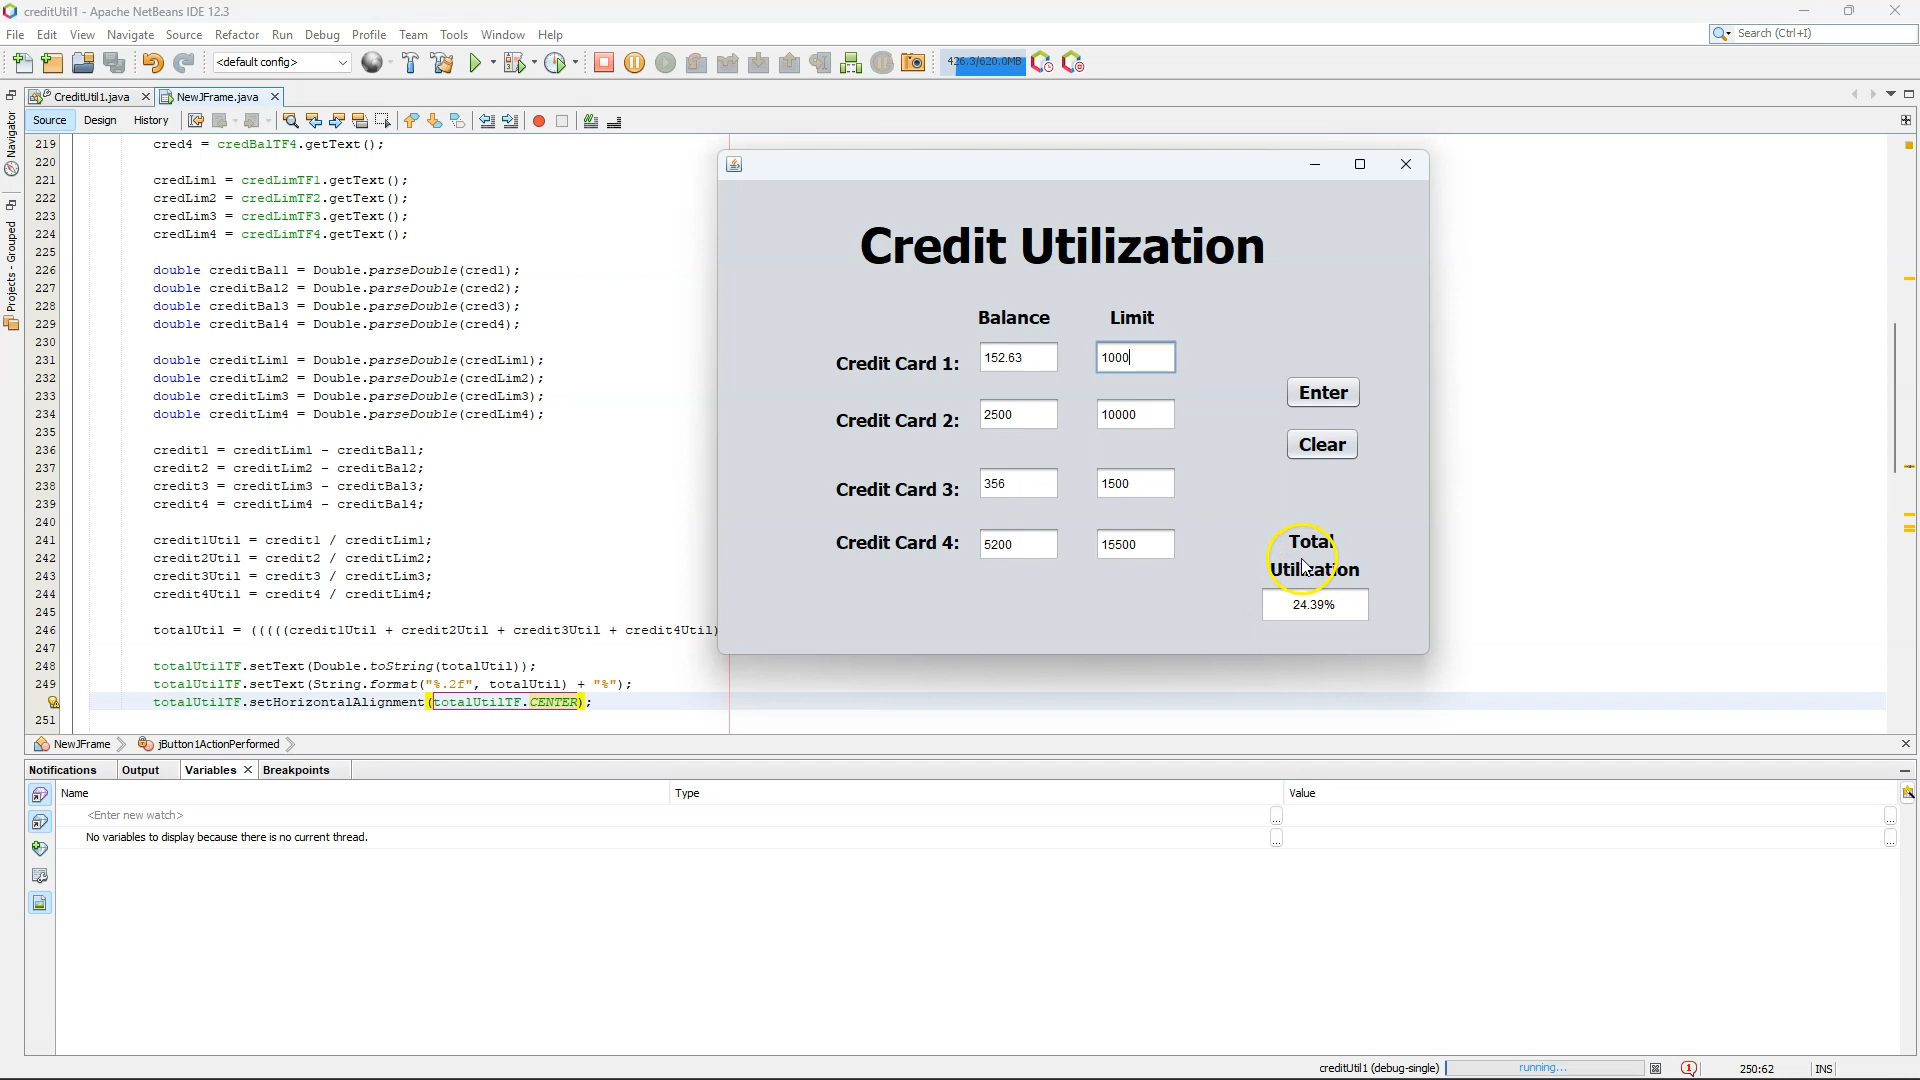 creditUtil1 - Apache NetBeans IDE 12.3
File Edit View Navigate Source Refactor Run Debug Profile Team Tools Window Help
Search (Ctrl+I)
<default config>
426.3/620.0MB
CreditUtil1.java
NewJFrame.java
Source Design History
Navigator
Projects - Grouped
219 cred4 = credBalTF4.getText();
220
221 credLim1 = credLimTF1.getText();
222 credLim2 = credLimTF2.getText();
223 credLim3 = credLimTF3.getText();
224 credLim4 = credLimTF4.getText();
225
226 double creditBal1 = Double.parseDouble(cred1);
227 double creditBal2 = Double.parseDouble(cred2);
228 double creditBal3 = Double.parseDouble(cred3);
229 double creditBal4 = Double.parseDouble(cred4);
230
231 double creditLim1 = Double.parseDouble(credLim1);
232 double creditLim2 = Double.parseDouble(credLim2);
233 double creditLim3 = Double.parseDouble(credLim3);
234 double creditLim4 = Double.parseDouble(credLim4);
235
236 credit1 = creditLim1 - creditBal1;
237 credit2 = creditLim2 - creditBal2;
238 credit3 = creditLim3 - creditBal3;
239 credit4 = creditLim4 - creditBal4;
240
241 credit1Util = credit1 / creditLim1;
242 credit2Util = credit2 / creditLim2;
243 credit3Util = credit3 / creditLim3;
244 credit4Util = credit4 / creditLim4;
245
246 totalUtil = (((((credit1Util + credit2Util + credit3Util + credit4Util)
247
248 totalUtilTF.setText(Double.toString(totalUtil));
249 totalUtilTF.setText(String.format("%.2f", totalUtil) + "%");
totalUtilTF.setHorizontalAlignment(totalUtilTF.CENTER);
251
Credit Utilization
Balance Limit
Credit Card 1: 152.63 1000
Enter
Credit Card 2: 2500 10000
Clear
Credit Card 3: 356 1500
Credit Card 4: 5200 15500
Total
Utilization
24.39%
NewJFrame jButton1ActionPerformed
Notifications Output Variables Breakpoints
Name Type Value
<Enter new watch>
...
...
No variables to display because there is no current thread.
...
...
creditUtil1 (debug-single) running... 1 250:62 INS